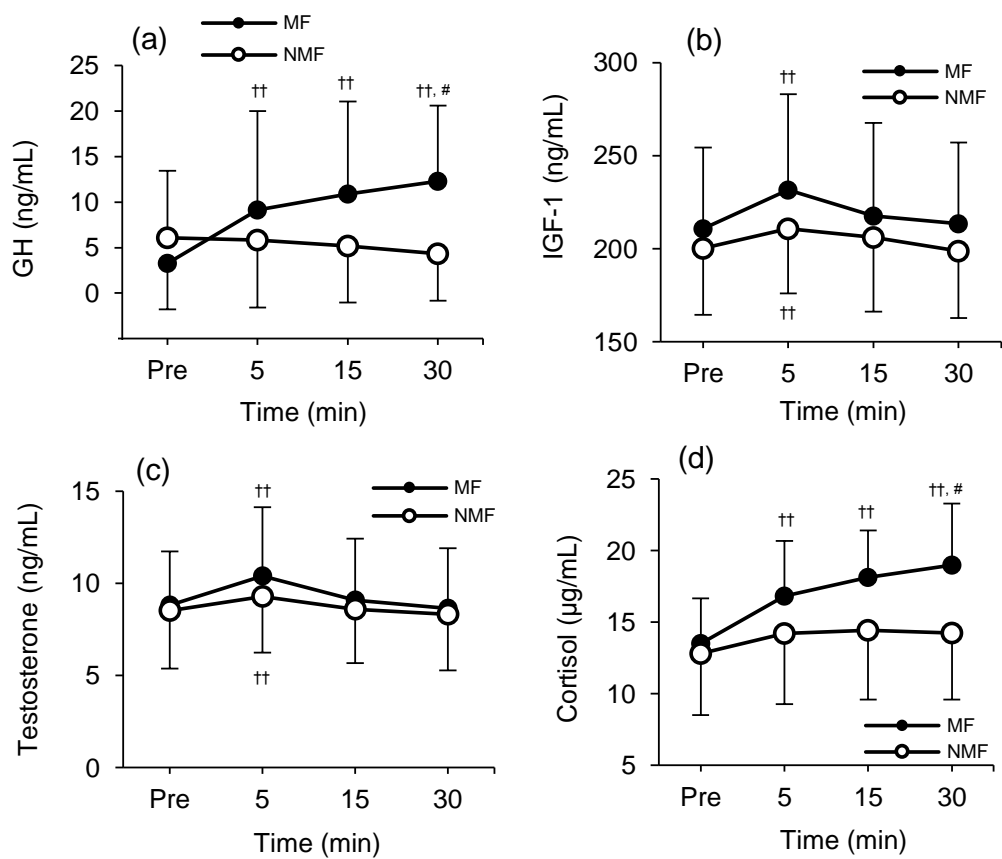 (a)
MF
NMF
25
20
15
10
5
0
GH (ng/mL)
†† †† ††, #
Pre 5 15 30
Time (min)
(b)
MF
NMF
300
250
200
150
IGF-1 (ng/mL)
††
††
Pre 5 15 30
Time (min)
(c)
MF
NMF
15
10
5
0
Testosterone (ng/mL)
††
††
Pre 5 15 30
Time (min)
(d)
25
20
15
10
5
Cortisol (μg/mL)
†† †† ††, #
MF
NMF
Pre 5 15 30
Time (min)